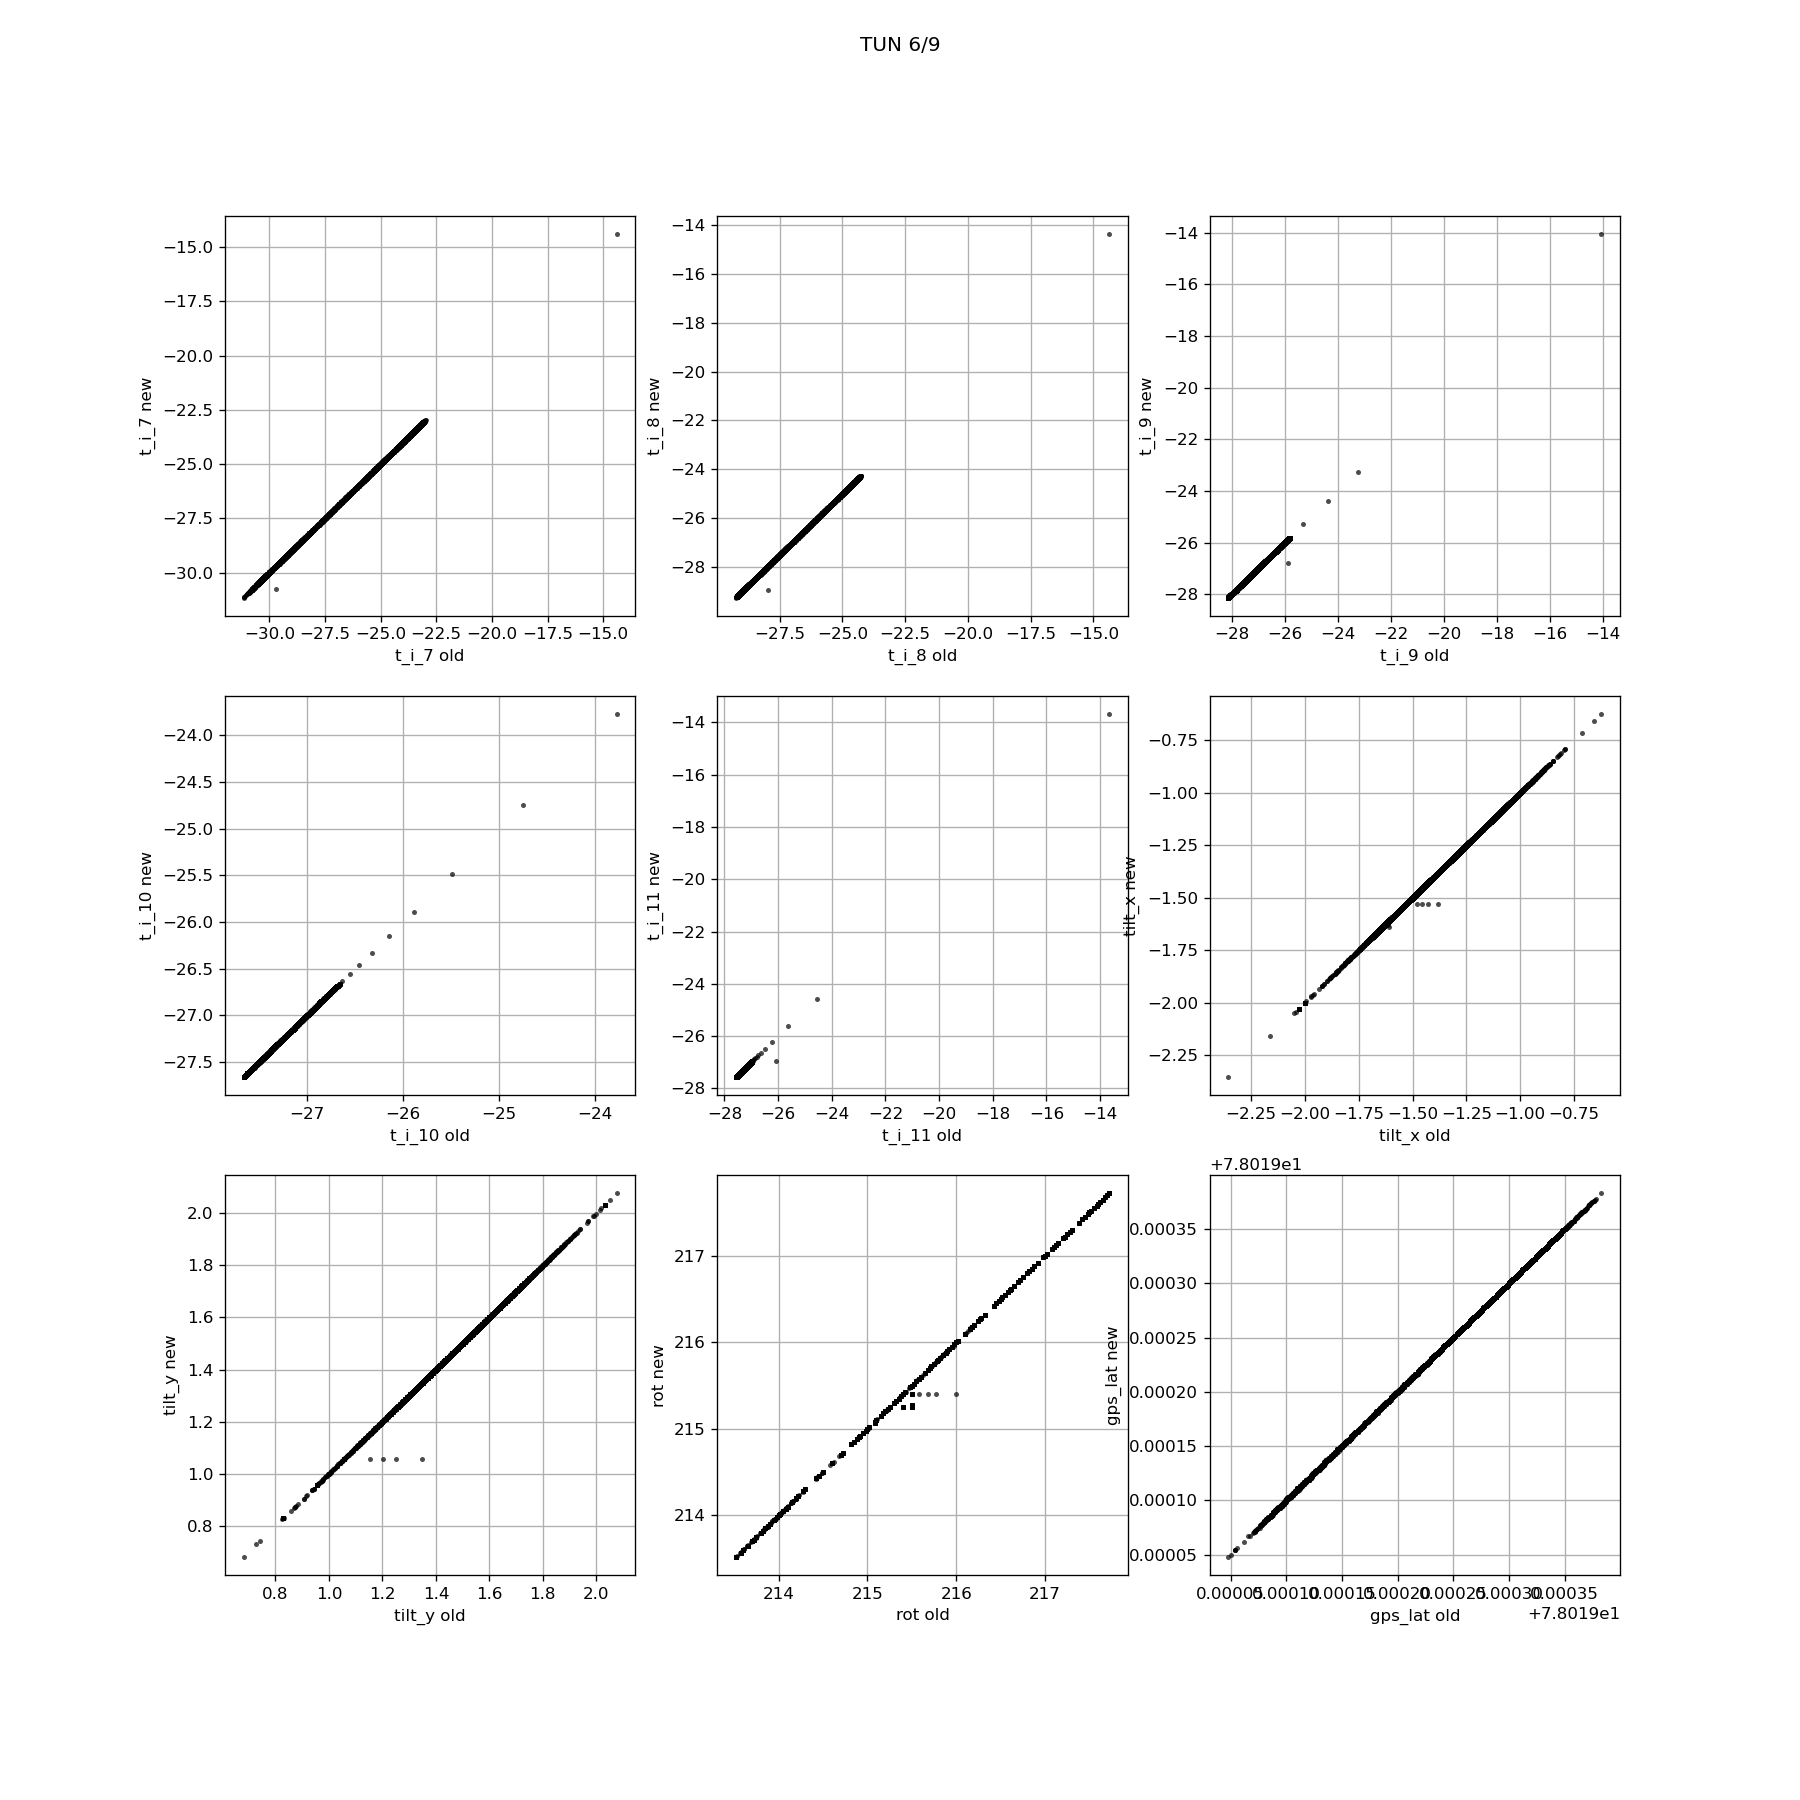 TUN 6/9
−15.0
−17.5
−20.0
−22.5
−25.0
−27.5
−30.0
t_i_7 new
−30.0 −27.5 −25.0 −22.5 −20.0 −17.5 −15.0
t_i_7 old
−14
−16
−18
−20
−22
−24
−26
−28
t_i_8 new
−27.5 −25.0 −22.5 −20.0 −17.5 −15.0
t_i_8 old
−14
−16
−18
−20
−22
−24
−26
−28
t_i_9 new
−28 −26 −24 −22 −20 −18 −16 −14
t_i_9 old
−24.0
−24.5
−25.0
−25.5
−26.0
−26.5
−27.0
−27.5
t_i_10 new
−27 −26 −25 −24
t_i_10 old
−14
−16
−18
−20
−22
−24
−26
−28
t_i_11 new
−28 −26 −24 −22 −20 −18 −16 −14
t_i_11 old
−0.75
−1.00
−1.25
−1.50
−1.75
−2.00
−2.25
tilt_x new
−2.25 −2.00 −1.75 −1.50 −1.25 −1.00 −0.75
tilt_x old
2.0
1.8
1.6
1.4
1.2
1.0
0.8
tilt_y new
0.8 1.0 1.2 1.4 1.6 1.8 2.0
tilt_y old
217
216
215
214
rot new
214 215 216 217
rot old
+7.8019e1
0.00035
0.00030
0.00025
0.00020
0.00015
0.00010
0.00005
gps_lat new
0.00005 0.00010 0.00015 0.00020 0.00025 0.00030 0.00035
gps_lat old
+7.8019e1